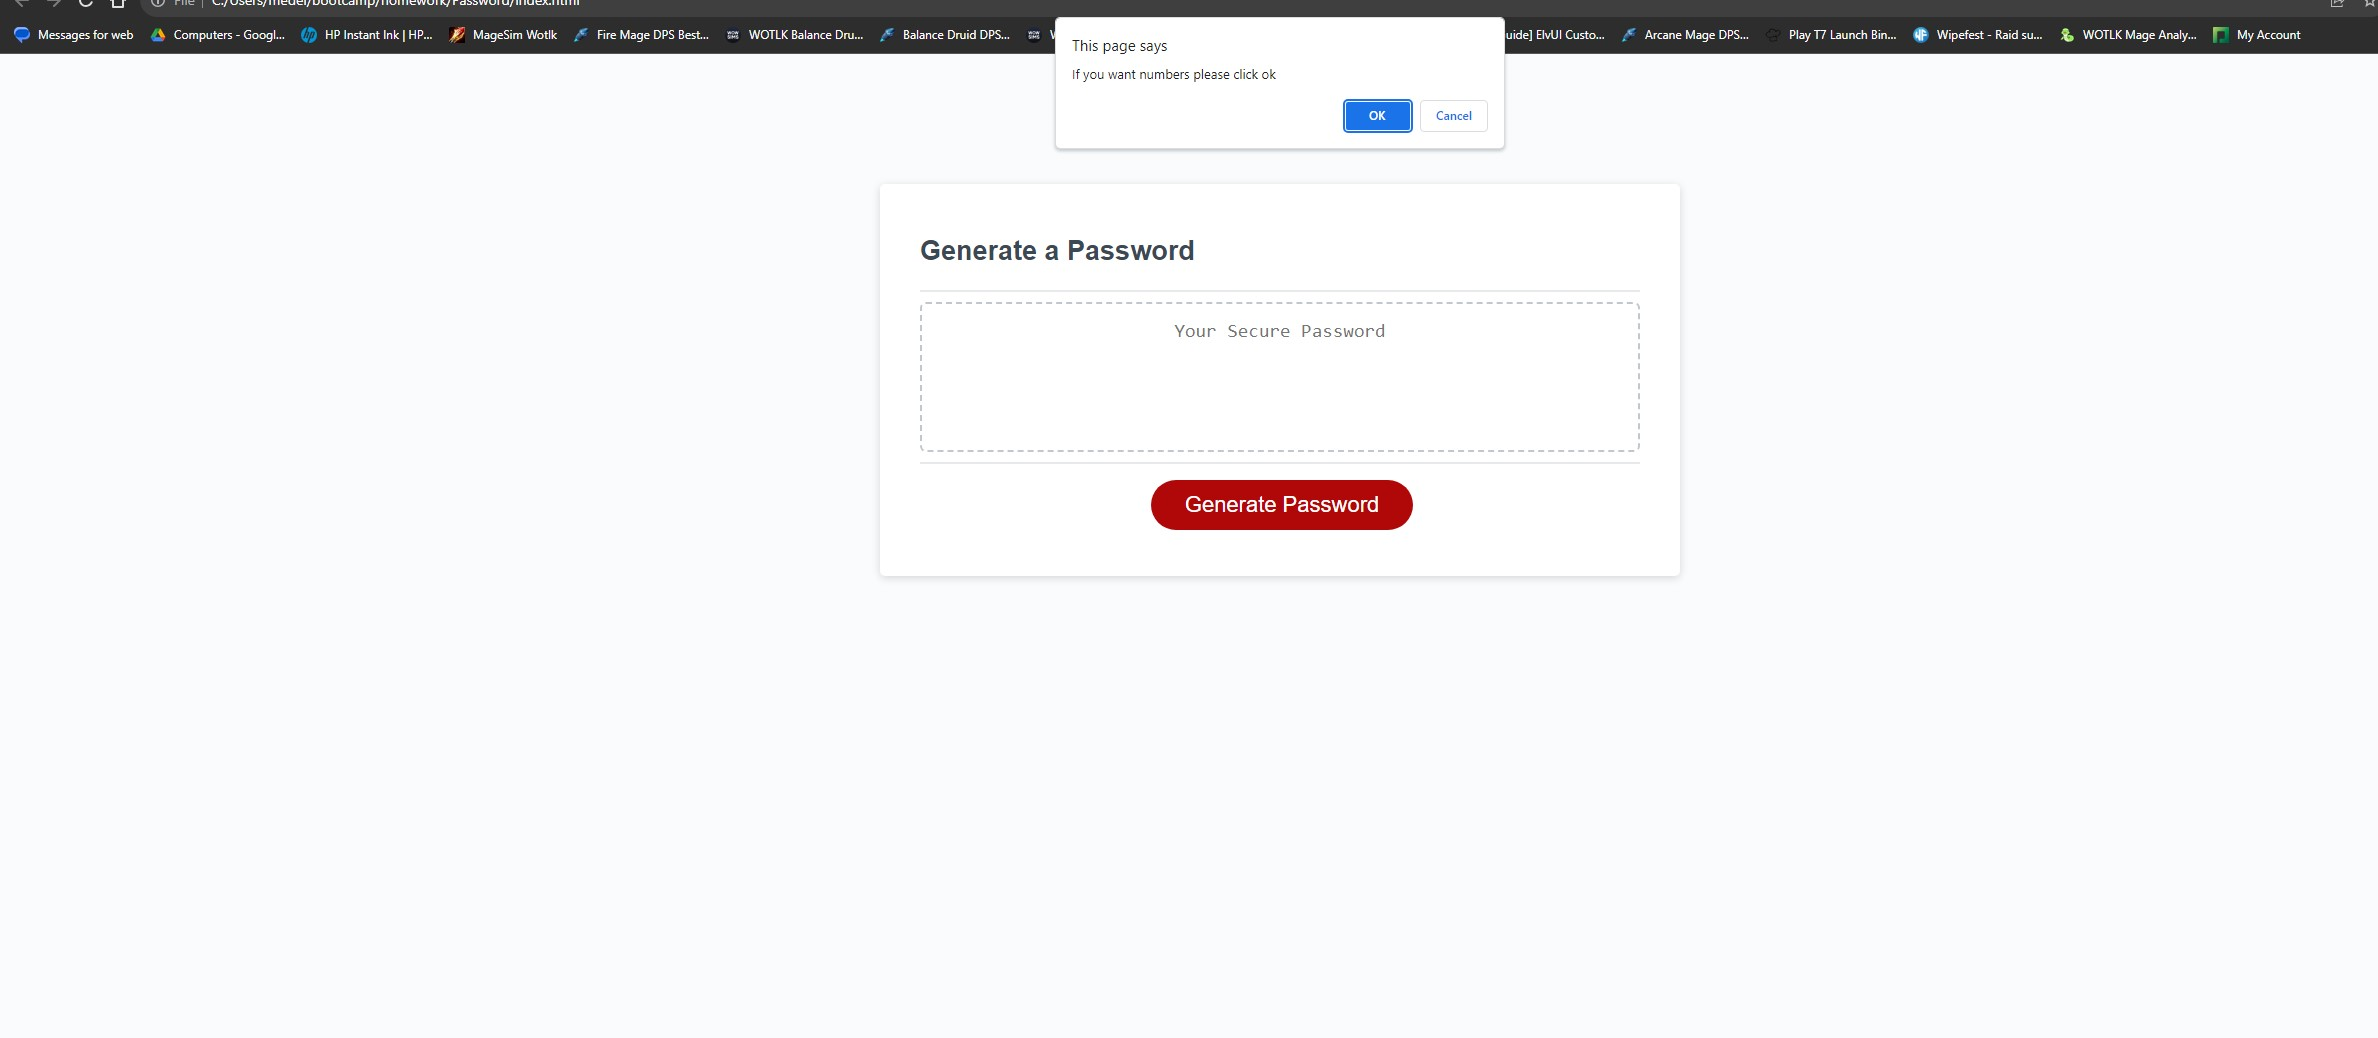 File | C:/Users/medel/bootcamp/homework/Password/index.html
Messages for web Computers - Googl... HP Instant Ink | HP... MageSim Wotlk Fire Mage DPS Best... WOTLK Balance Dru... Balance Druid DPS... uide] ElvUI Custo... Arcane Mage DPS... Play T7 Launch Bin... Wipefest - Raid su... WOTLK Mage Analy... My Account
This page says
If you want numbers please click ok
OK Cancel
Generate a Password
Your Secure Password
Generate Password